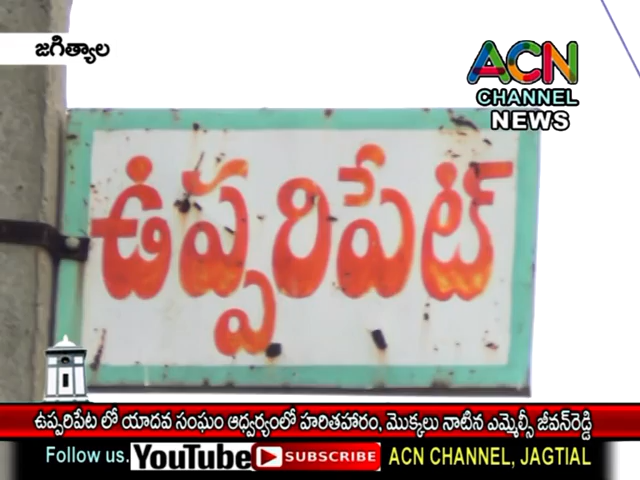 జగిత్యాల
ACN
CHANNEL
NEWS
ఉప్పరిపేట్
ఉప్పరిపేట లో యాదవ సంఘం ఆధ్వర్యంలో హరితహారం, మొక్కలు నాటిన ఎమ్మెల్సీ జీవన్‌రెడ్డి
Follow us. YouTube SUBSCRIBE ACN CHANNEL, JAGTIAL